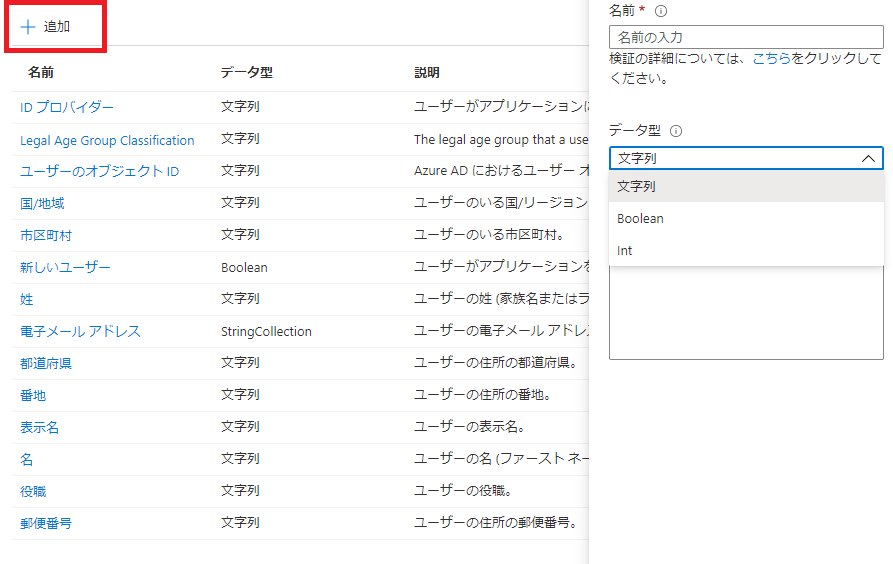 追加
名前 データ型 説明
ID プロバイダー 文字列 ユーザーがアプリケーションに
Legal Age Group Classification 文字列 The legal age group that a use
ユーザーのオブジェクト ID 文字列 Azure AD におけるユーザー オ
国/地域 文字列 ユーザーのいる国/リージョン
市区町村 文字列 ユーザーのいる市区町村。
新しいユーザー Boolean ユーザーがアプリケーションを
姓 文字列 ユーザーの姓 (家族名またはラ
電子メール アドレス StringCollection ユーザーの電子メール アドレ
都道府県 文字列 ユーザーの住所の都道府県。
番地 文字列 ユーザーの住所の番地。
表示名 文字列 ユーザーの表示名。
名 文字列 ユーザーの名 (ファースト ネー
役職 文字列 ユーザーの役職。
郵便番号 文字列 ユーザーの住所の郵便番号。
名前 *
名前の入力
検証の詳細については、こちらをクリックして
ください。
データ型
文字列
文字列
Boolean
Int